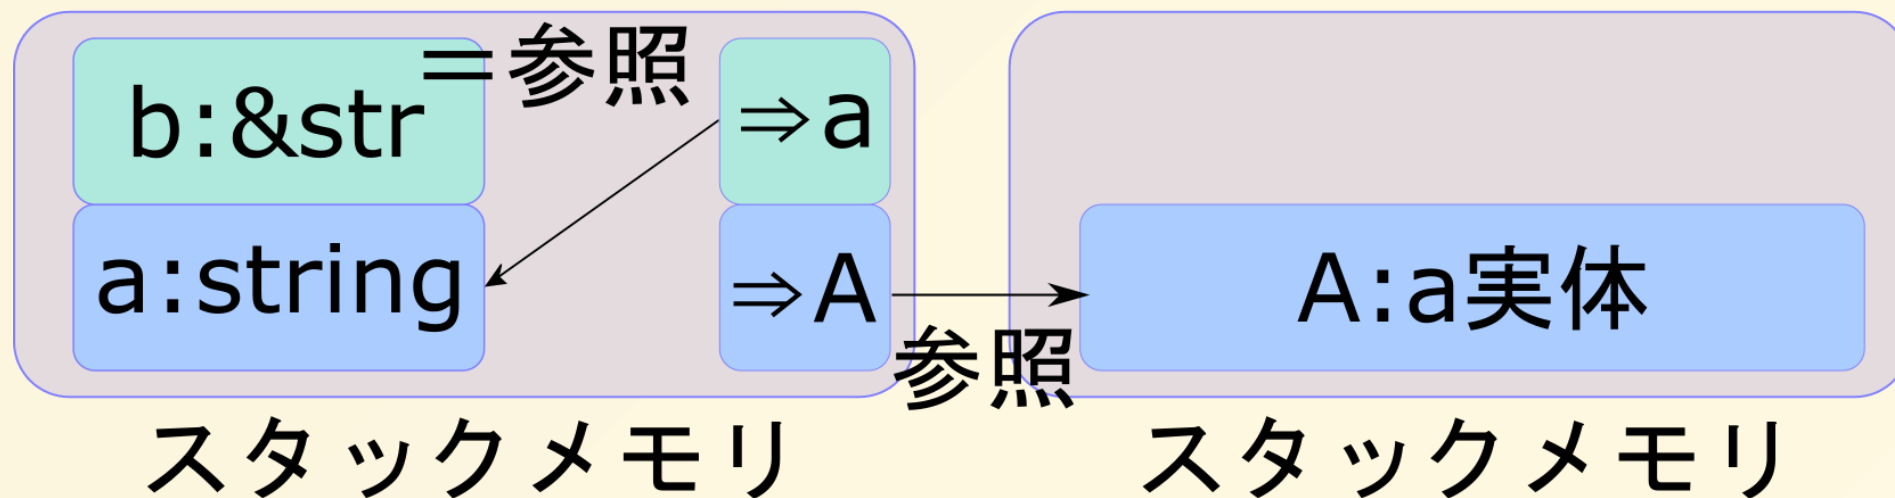 b:&str
=参照
⇒a
a:string
⇒A
参照
A:a実体
スタックメモリ
スタックメモリ